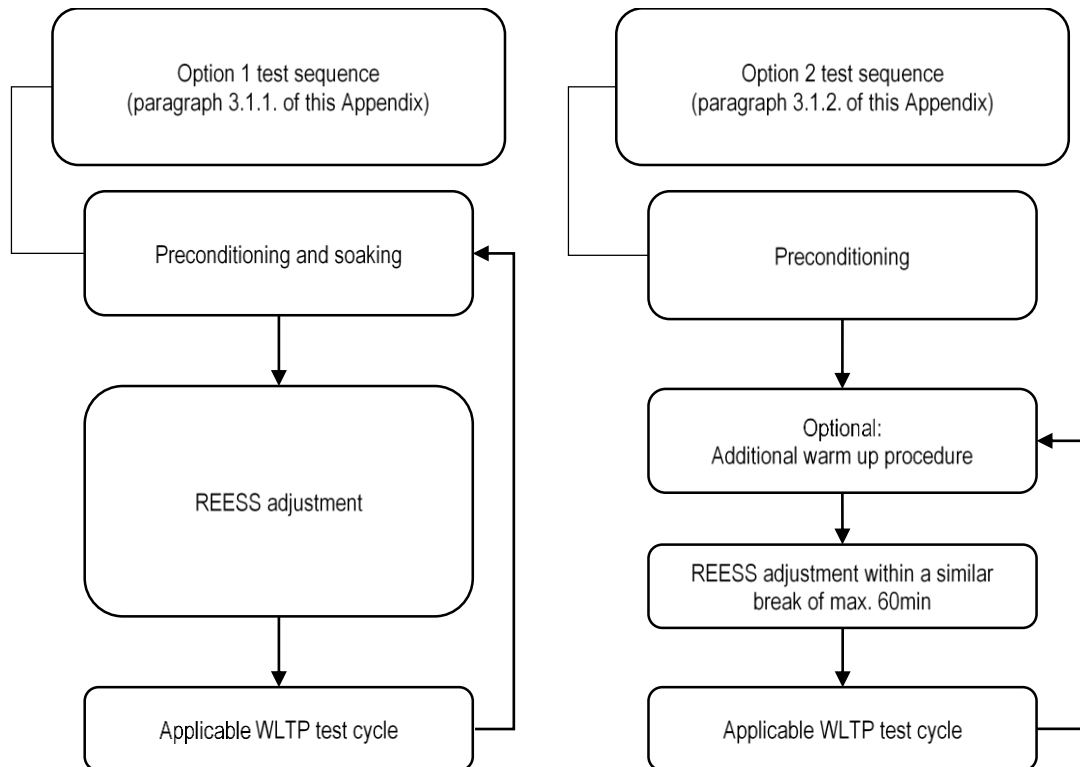 Option 1 test sequence
(paragraph 3.1.1. of this Appendix)
Preconditioning and soaking
REESS adjustment
Applicable WLTP test cycle
Option 2 test sequence
(paragraph 3.1.2. of this Appendix)
Preconditioning
Optional:
Additional warm up procedure
REESS adjustment within a similar
break of max. 60min
Applicable WLTP test cycle